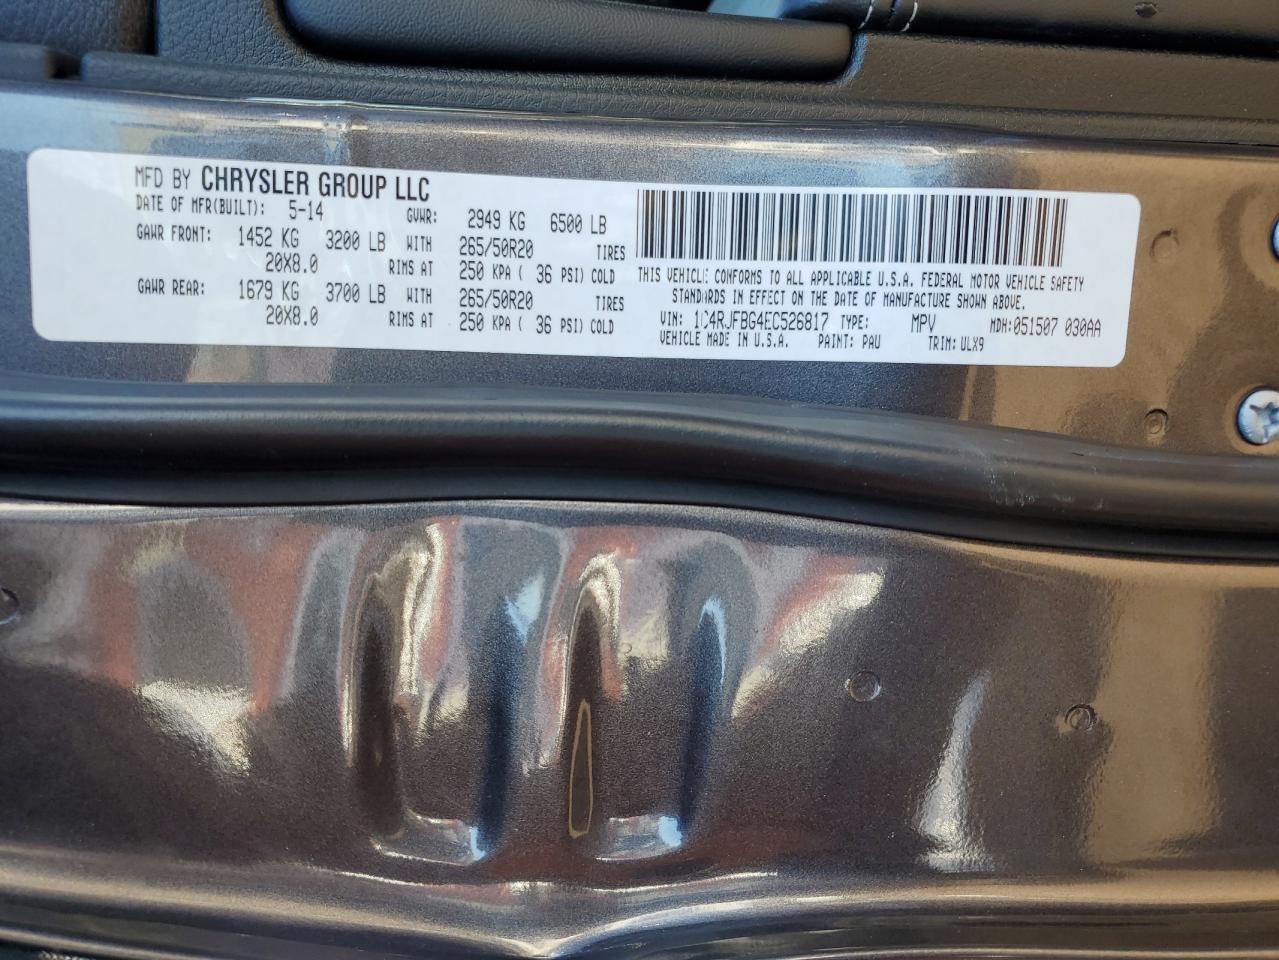 MFD BY CHRYSLER GROUP LLC
DATE OF MFR(BUILT): 5-14 GVWR: 2949 KG 6500 LB
GAWR FRONT: 1452 KG 3200 LB WITH 265/50R20 TIRES
20X8.0 RIMS AT 250 KPA ( 36 PSI) COLD
GAWR REAR: 1679 KG 3700 LB WITH 265/50R20 TIRES
20X8.0 RIMS AT 250 KPA ( 36 PSI) COLD
THIS VEHICLE CONFORMS TO ALL APPLICABLE U.S.A. FEDERAL MOTOR VEHICLE SAFETY
STANDARDS IN EFFECT ON THE DATE OF MANUFACTURE SHOWN ABOVE.
VIN: 1C4RJFBG4EC526817 TYPE: MPV MDH:051507 030AA
VEHICLE MADE IN U.S.A. PAINT: PAU TRIM: ULX9